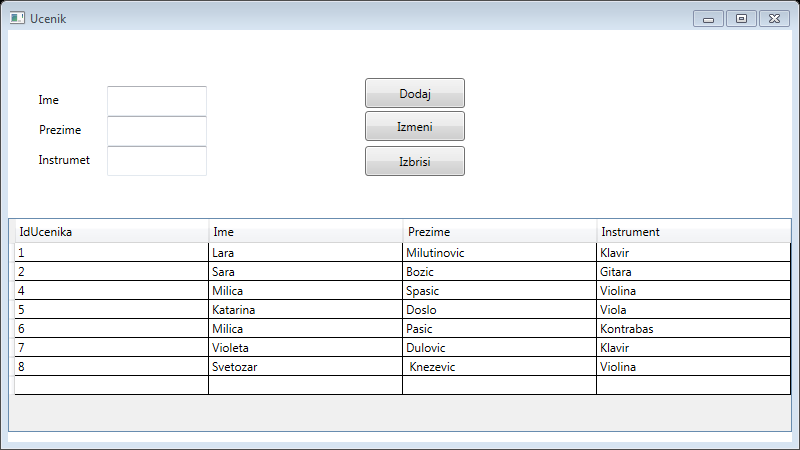 Ucenik
Ime
Dodaj
Prezime
Izmeni
Instrumet
Izbrisi
IdUcenika Ime Prezime Instrument
1 Lara Milutinovic Klavir
2 Sara Bozic Gitara
4 Milica Spasic Violina
5 Katarina Doslo Viola
6 Milica Pasic Kontrabas
7 Violeta Dulovic Klavir
8 Svetozar Knezevic Violina